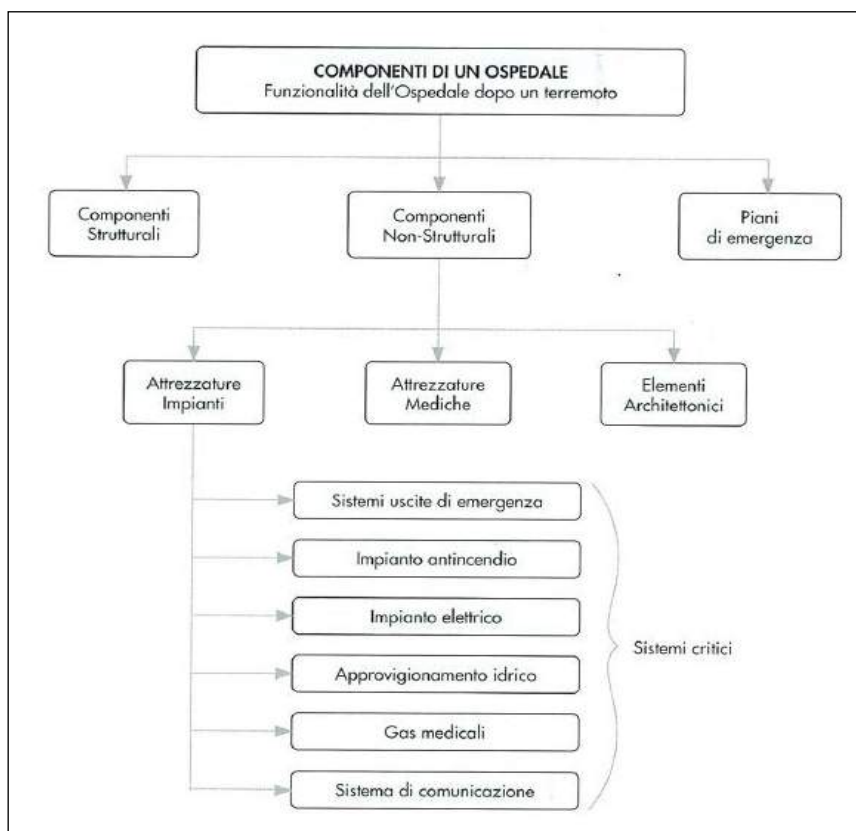 COMPONENTI DI UN OSPEDALE
Funzionalità dell'Ospedale dopo un terremoto
Componenti
Strutturali
Componenti
Non-Strutturali
Piani
di emergenza
Attrezzature
Impianti
Attrezzature
Mediche
Elementi
Architettonici
Sistemi uscite di emergenza
Impianto antincendio
Impianto elettrico
Approvigionamento idrico
Gas medicali
Sistema di comunicazione
Sistemi critici